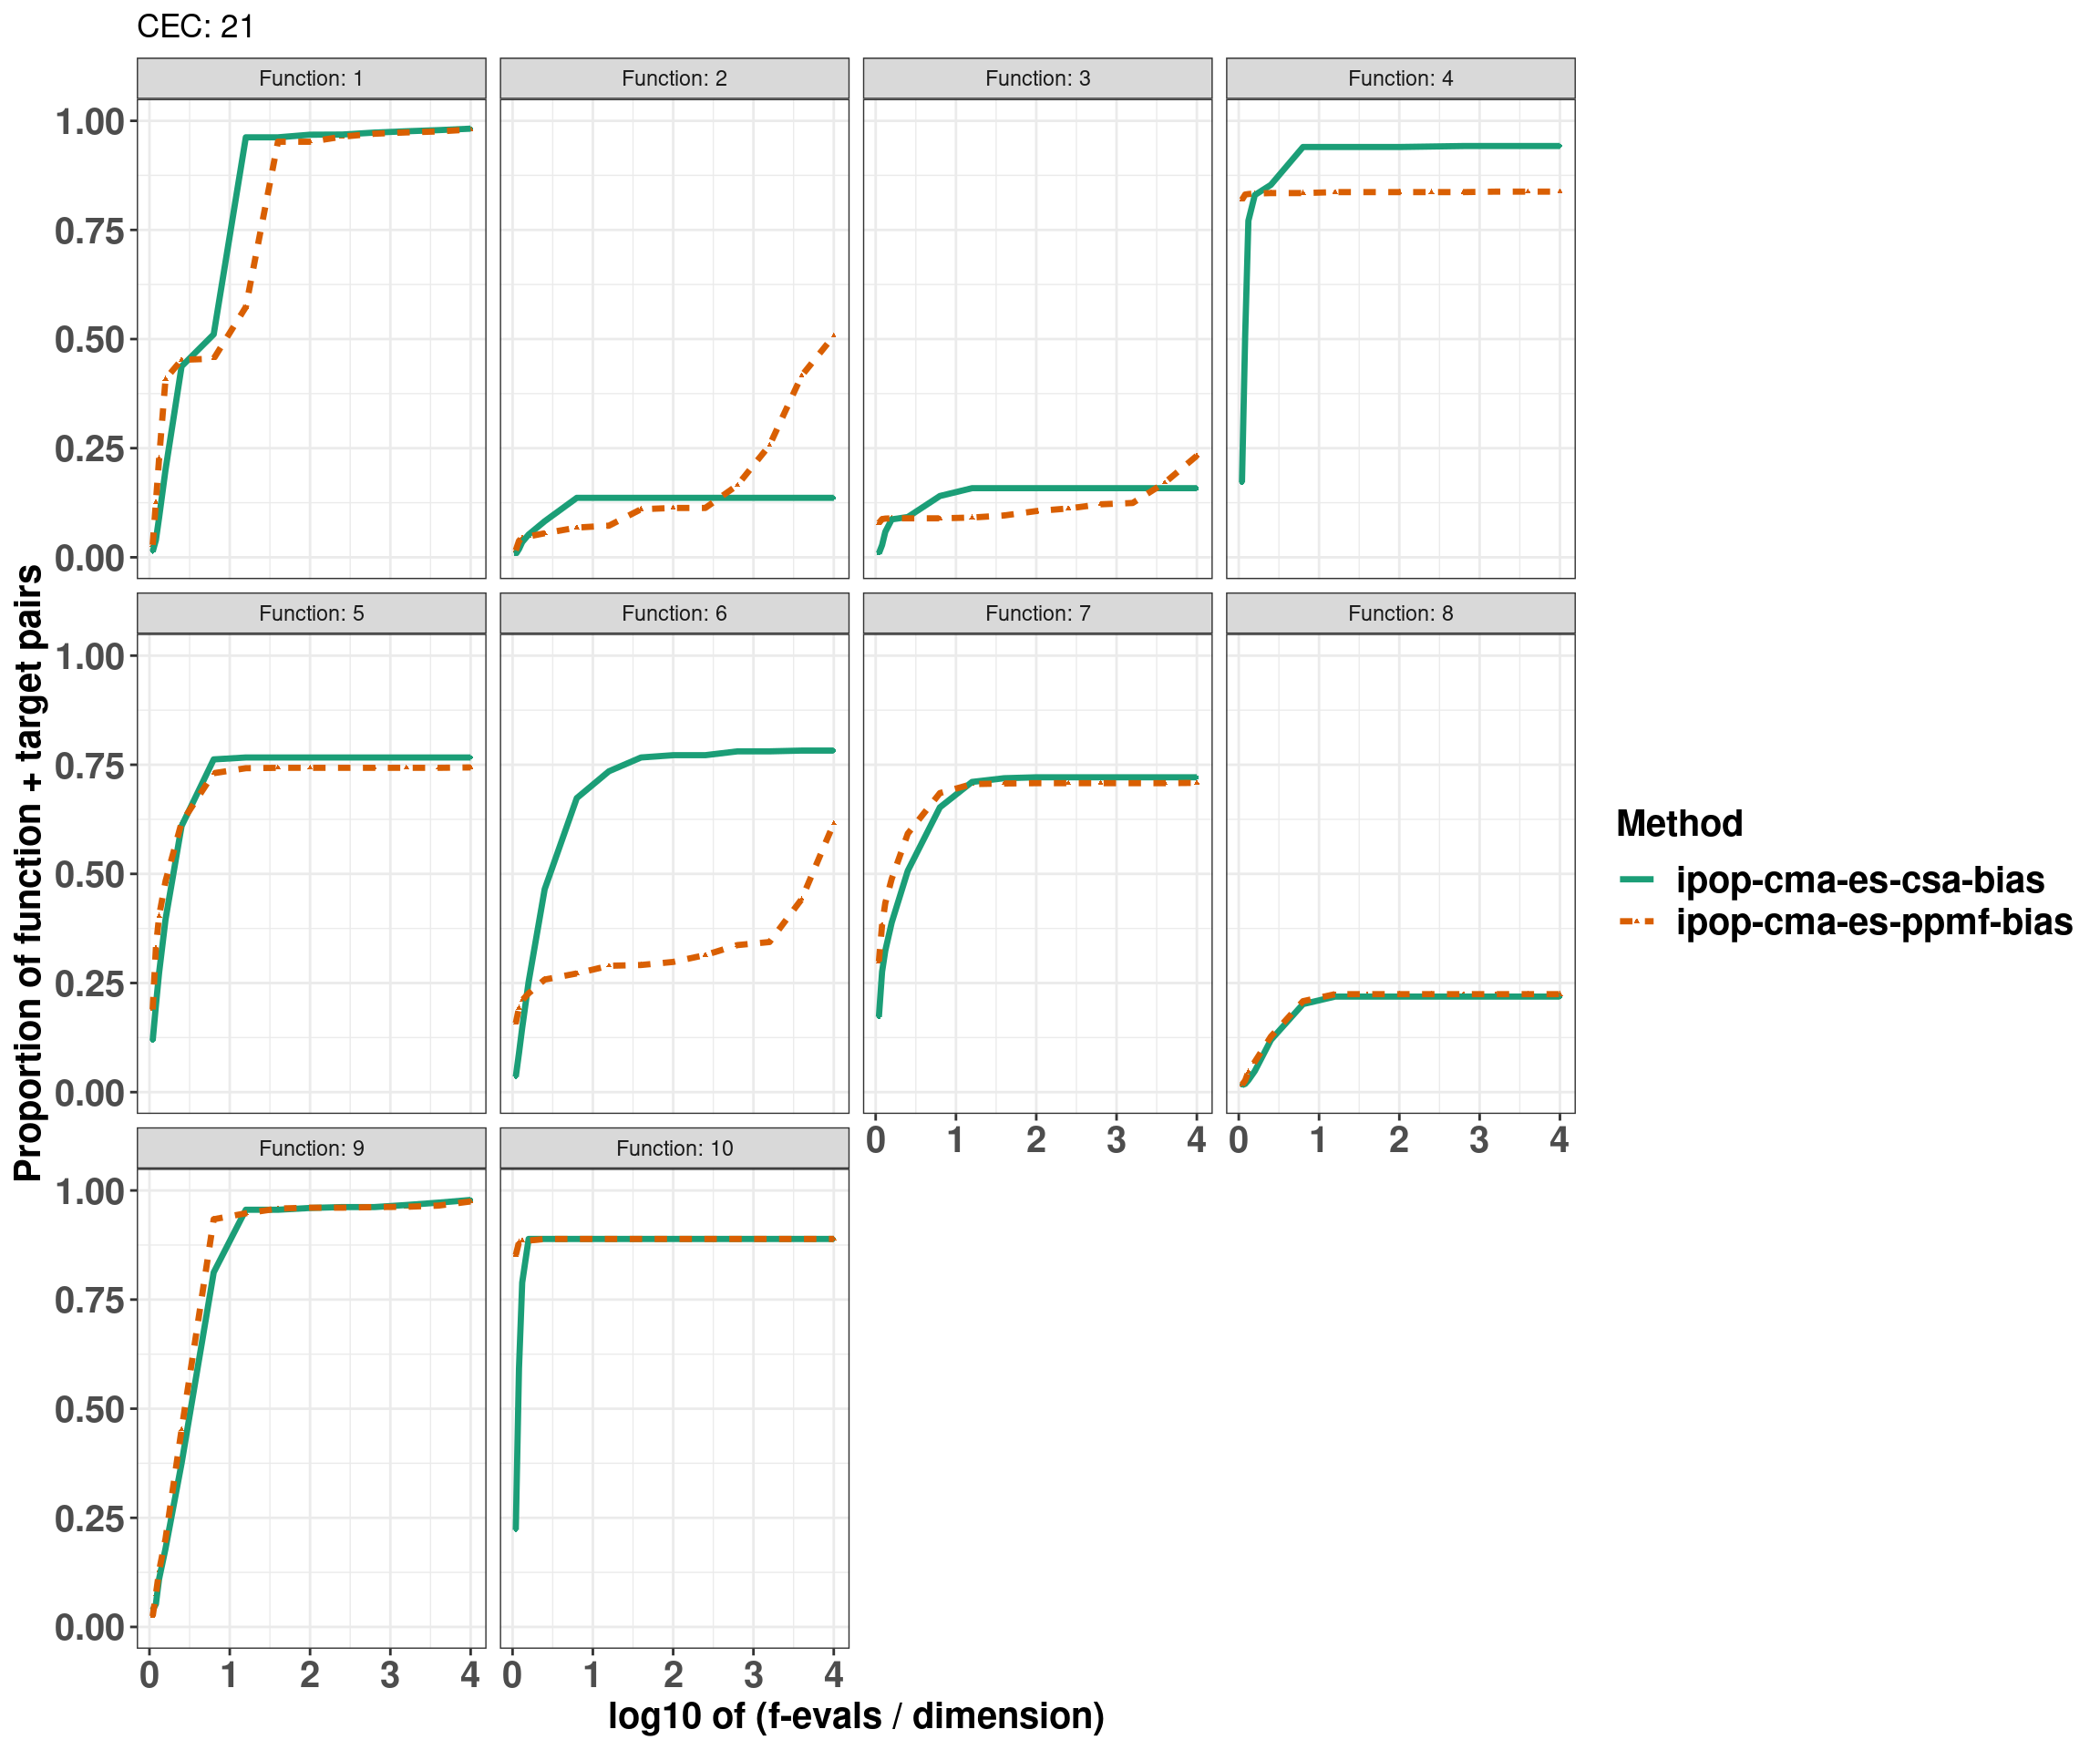 CEC: 21
Function: 1
Function: 2
Function: 3
Function: 4
1.00
0.75
0.50
0.25
0.00
Function: 5
Function: 6
Function: 7
Function: 8
1.00
0.75
0.50
0.25
0.00
0 1 2 3 4
0 1 2 3 4
Function: 9
Function: 10
1.00
0.75
0.50
0.25
0.00
0 1 2 3 4
0 1 2 3 4
log10 of (f-evals / dimension)
Proportion of function + target pairs
Method
ipop-cma-es-csa-bias
ipop-cma-es-ppmf-bias